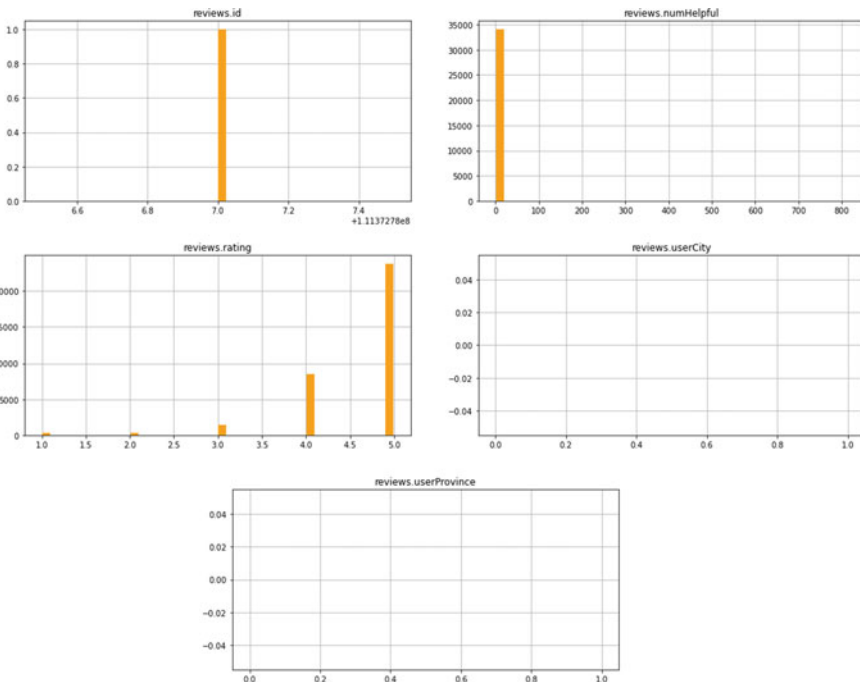 reviews.id
1.0
0.8
0.6
0.4
0.2
0.0
6.6 6.8 7.0 7.2 7.4
+1.1137278e8
reviews.numHelpful
35000
30000
25000
20000
15000
10000
5000
0
0 100 200 300 400 500 600 700 800
reviews.rating
0000
5000
0000
5000
0
1.0 1.5 2.0 2.5 3.0 3.5 4.0 4.5 5.0
reviews.userCity
0.04
0.02
0.00
−0.02
−0.04
0.0 0.2 0.4 0.6 0.8 1.0
reviews.userProvince
0.04
0.02
0.00
−0.02
−0.04
0.0 0.2 0.4 0.6 0.8 1.0